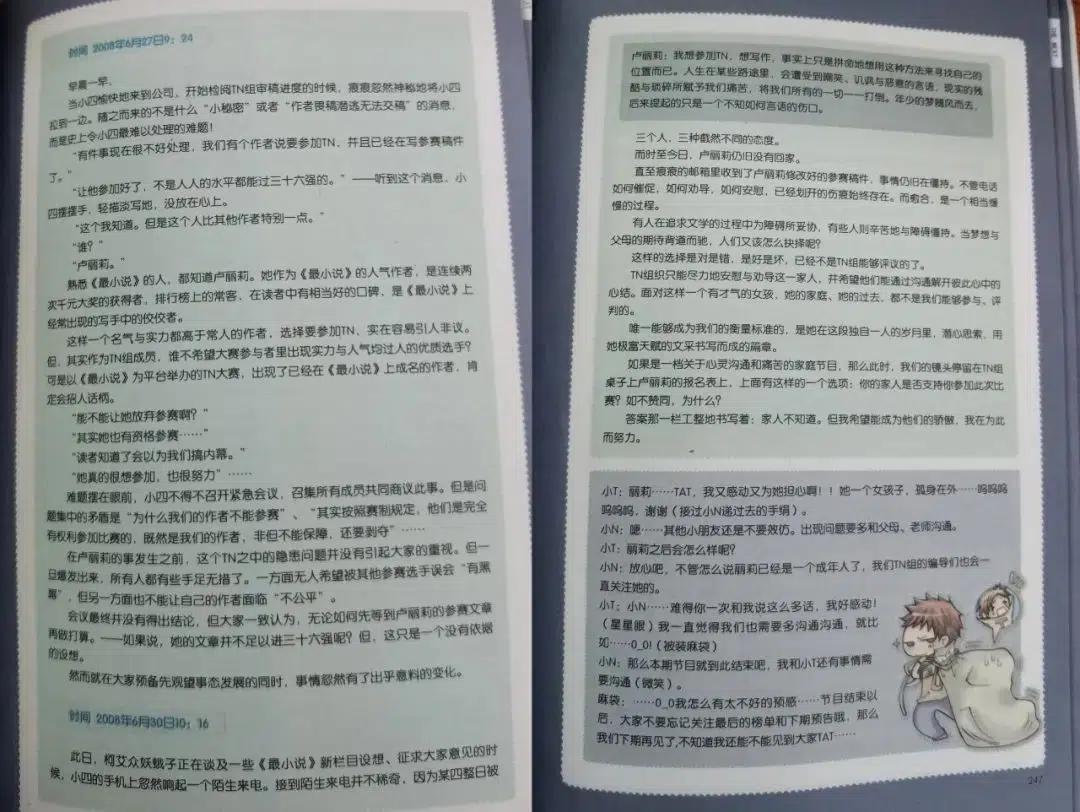 时间 2008年6月27日9：24
早晨一早，
当小四愉快地来到公司，开始检阅TN组审稿进度的时候，痕痕忽然神秘地将小四
拉到一边。随之而来的不是什么“小秘密”或者“作者畏稿潜逃无法交稿”的消息，
而是史上令小四最难以处理的难题！
“有件事现在很不好处理，我们有个作者说要参加TN，并且已经在写参赛稿件
了。”
“让他参加好了，不是人人的水平都能过三十六强的。”——听到这个消息，小
四摆摆手，轻描淡写地，没放在心上。
“这个我知道。但是这个人比其他作者特别一点。”
“谁？”
“卢丽莉。”
熟悉《最小说》的人，都知道卢丽莉。她作为《最小说》的人气作者，是连续两
次千元大奖的获得者，排行榜上的常客，在读者中有相当好的口碑，是《最小说》上
经常出现的写手中的佼佼者。
这样一个名气与实力都高于常人的作者，选择要参加TN，实在容易引人非议。
但，其实作为TN组成员，谁不希望大赛参与者里出现实力与人气均过人的优质选手？
可是以《最小说》为平台举办的TN大赛，出现了已经在《最小说》上成名的作者，肯
定会招人话柄。
“能不能让她放弃参赛啊？”
“其实她也有资格参赛……”
“读者知道了会以为我们搞内幕。”
“她真的很想参加，也很努力”……
难题摆在眼前，小四不得不召开紧急会议，召集所有成员共同商议此事。但是问
题集中的矛盾是“为什么我们的作者不能参赛”、“其实按照赛制规定，他们是完全
有权利参加比赛的，既然是我们的作者，非但不能保障，还要剥夺”……
在卢丽莉的事发生之前，这个TN之中的隐患问题并没有引起大家的重视。但一
旦爆发出来，所有人都有些手足无措了。一方面无人希望被其他参赛选手误会“有黑
幕”，但另一方面也不能让自己的作者面临“不公平”。
会议最终并没有得出结论，但大家一致认为，无论如何先等到卢丽莉的参赛文章
再做打算。——如果说，她的文章并不足以进三十六强呢？但，这只是一个没有依据
的设想。
然而就在大家预备先观望事态发展的同时，事情忽然有了出乎意料的变化。
时间 2008年6月30日10：16
此日，柯艾众妖蛾子正在谈及一些《最小说》新栏目设想、征求大家意见的时
候，小四的手机上忽然响起一个陌生来电。接到陌生来电并不稀奇，因为某四整日被
卢丽莉：我想参加TN，想写作，事实上只是拼命地想用这种方法来寻找自己的
位置而已。人生在某些路途里，会遭受到嘲笑、讥讽与恶意的言语，现实的残
酷与琐碎所赋予我们痛苦，将我们所有的一切一一打倒。年少的梦随风而去，
后来提起的只是一个不知如何言语的伤口。
三个人，三种截然不同的态度。
而时至今日，卢丽莉仍旧没有回家。
直至痕痕的邮箱里收到了卢丽莉修改好的参赛稿件，事情仍旧在僵持。不管电话
如何催促，如何劝导，如何安慰，已经划开的伤痕始终存在。而愈合，是一个相当缓
慢的过程。
有人在追求文学的过程中为障碍所妥协，有些人则辛苦地与障碍僵持。当梦想与
父母的期待背道而驰，人们又该怎么抉择呢？
这样的选择是对是错，是好是坏，已经不是TN组能够评议的了。
TN组织只能尽力地安慰与劝导这一家人，并希望他们能通过沟通解开彼此心中的
心结。面对这样一个有才气的女孩，她的家庭、她的过去，都不是我们能够参与、评
判的。
唯一能够成为我们的衡量标准的，是她在这段独自一人的岁月里，潜心思索，用
她极富天赋的文采书写而成的篇章。
如果是一档关于心灵沟通和痛苦的家庭节目，那么此时，我们的镜头停留在TN组
桌子上卢丽莉的报名表上，上面有这样的一个选项：你的家人是否支持你参加此次比
赛？如不赞同，为什么？
答案那一栏工整地书写着：家人不知道。但我希望能成为他们的骄傲，我在为此
而努力。
小T：丽莉……TAT，我又感动又为她担心啊！！她一个女孩子，孤身在外……呜呜呜
呜呜呜，谢谢（接过小N递过去的手绢）。
小N：嗯……其他小朋友还是不要效仿。出现问题要多和父母、老师沟通。
小T：丽莉之后会怎么样呢？
小N：放心吧，不管怎么说丽莉已经是一个成年人了，我们TN组的编导们也会一
直关注她的。
小T：小N……难得你一次和我说这么多话，我好感动！
（星星眼）我一直觉得我们也需要多沟通沟通，就比
如……0_0！（被装麻袋）
小N：那么本期节目就到此结束吧，我和小T还有事情需
要沟通（微笑）。
麻袋：……0_0我怎么有太不好的预感……节目结束以
后，大家不要忘记关注最后的榜单和下期预告哦，那么
我们下期再见了，不知道我还能不能见到大家TAT……
247